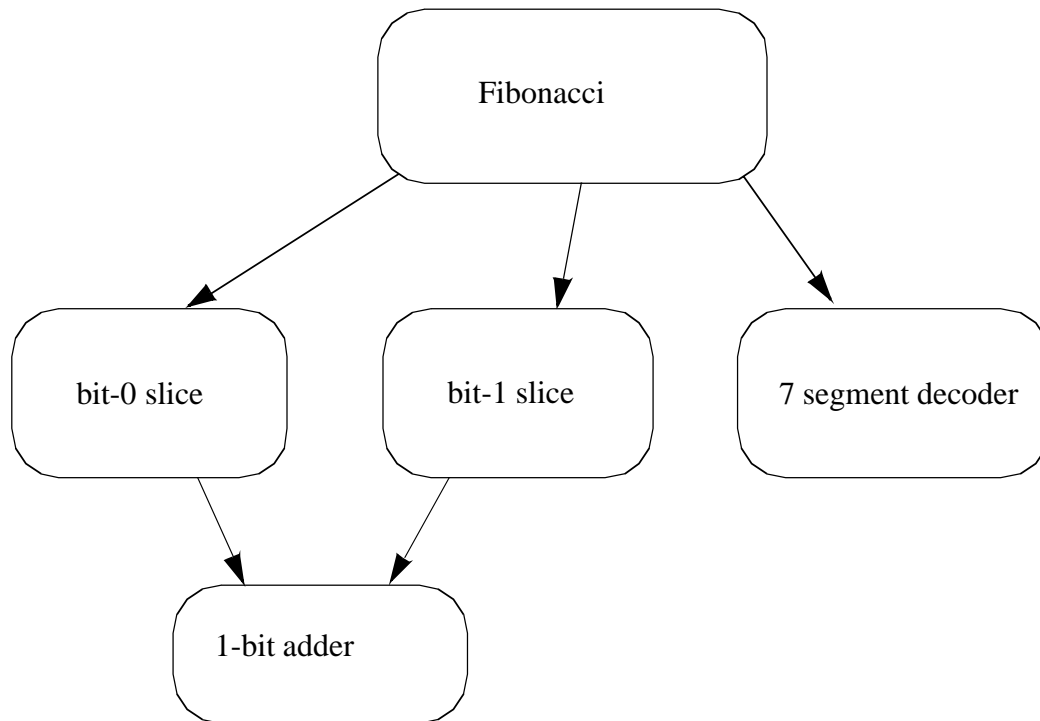 Fibonacci
bit-0 slice
bit-1 slice
7 segment decoder
1-bit adder